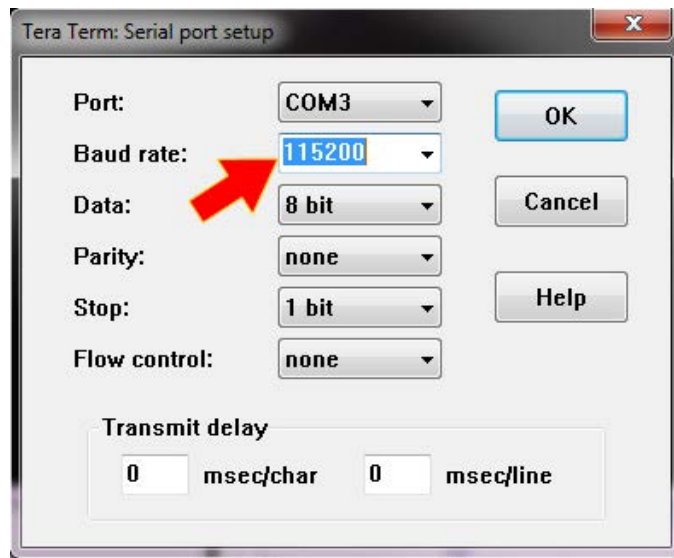 Tera Term: Serial port setup
Port: COM3 OK
Baud rate: 115200
Data: 8 bit Cancel
Parity: none
Stop: 1 bit Help
Flow control: none
Transmit delay
0 msec/char 0 msec/line